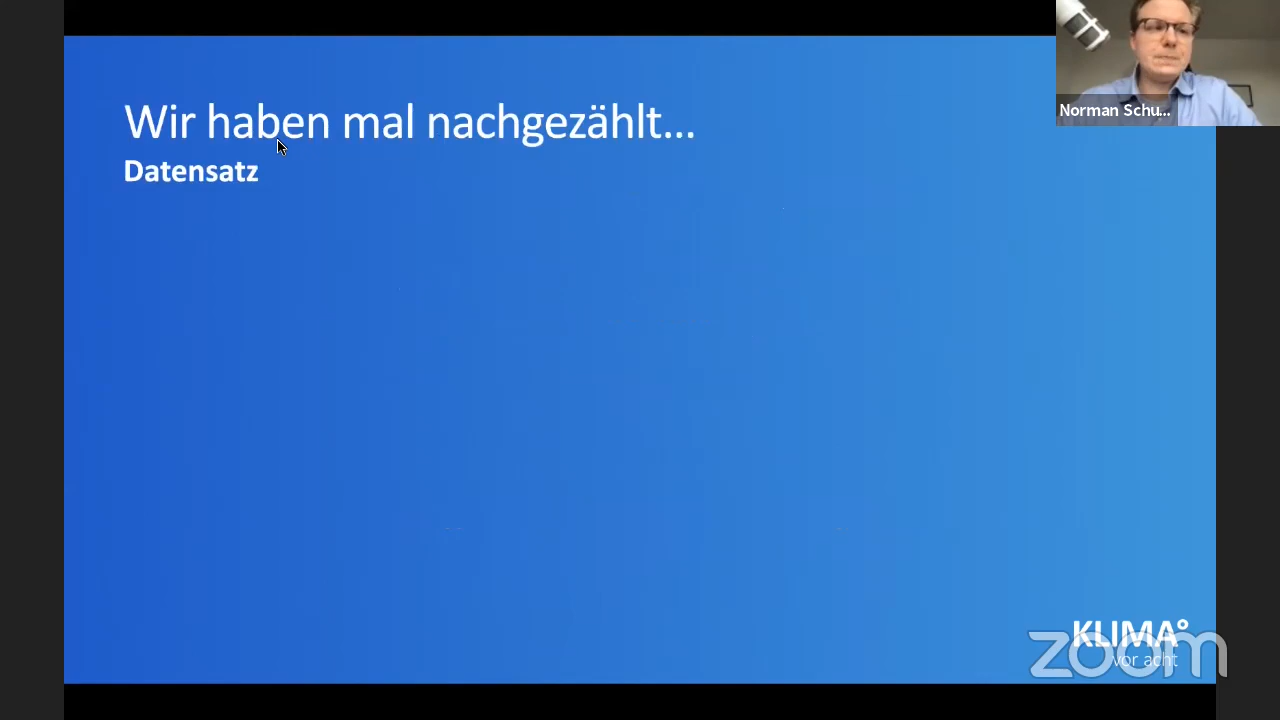 Wir haben mal nachgezählt...
Datensatz
Norman Schu...
KLIMA°
vor acht
zoom